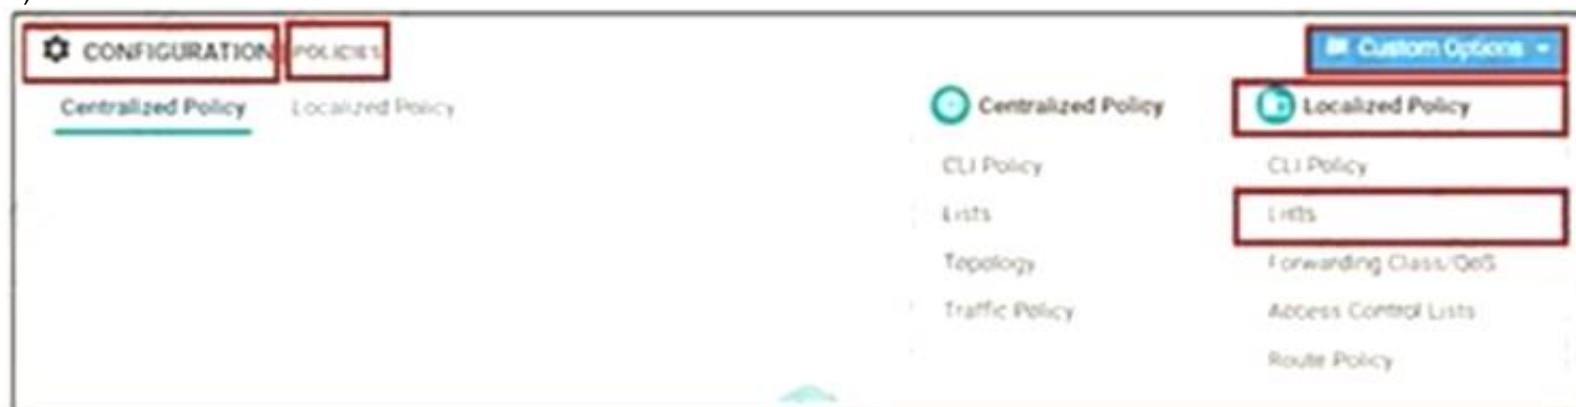 CONFIGURATION POLICIES
Custom Options
Centralized Policy Localized Policy
Centralized Policy
CLI Policy
Lists
Topology
Traffic Policy
Localized Policy
CLI Policy
Lists
Forwarding Class/QoS
Access Control Lists
Route Policy